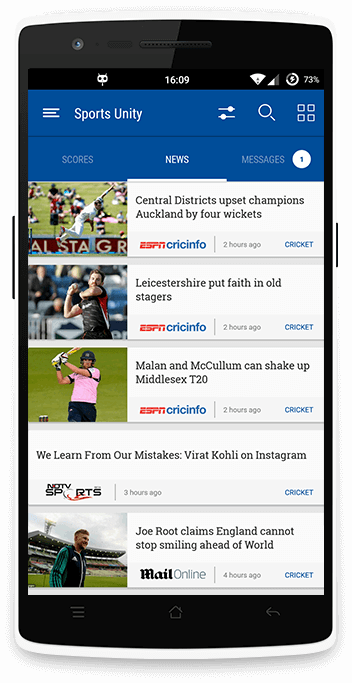 16:09
73%
Sports Unity
SCORES
NEWS
MESSAGES
1
Central Districts upset champions
Auckland by four wickets
ESPN cricinfo
2 hours ago
CRICKET
Leicestershire put faith in old
stagers
ESPN cricinfo
2 hours ago
CRICKET
Malan and McCullum can shake up
Middlesex T20
ESPN cricinfo
2 hours ago
CRICKET
We Learn From Our Mistakes: Virat Kohli on Instagram
NDTV
SPORTS
3 hours ago
CRICKET
Joe Root claims England cannot
stop smiling ahead of World
Mail Online
4 hours ago
CRICKET